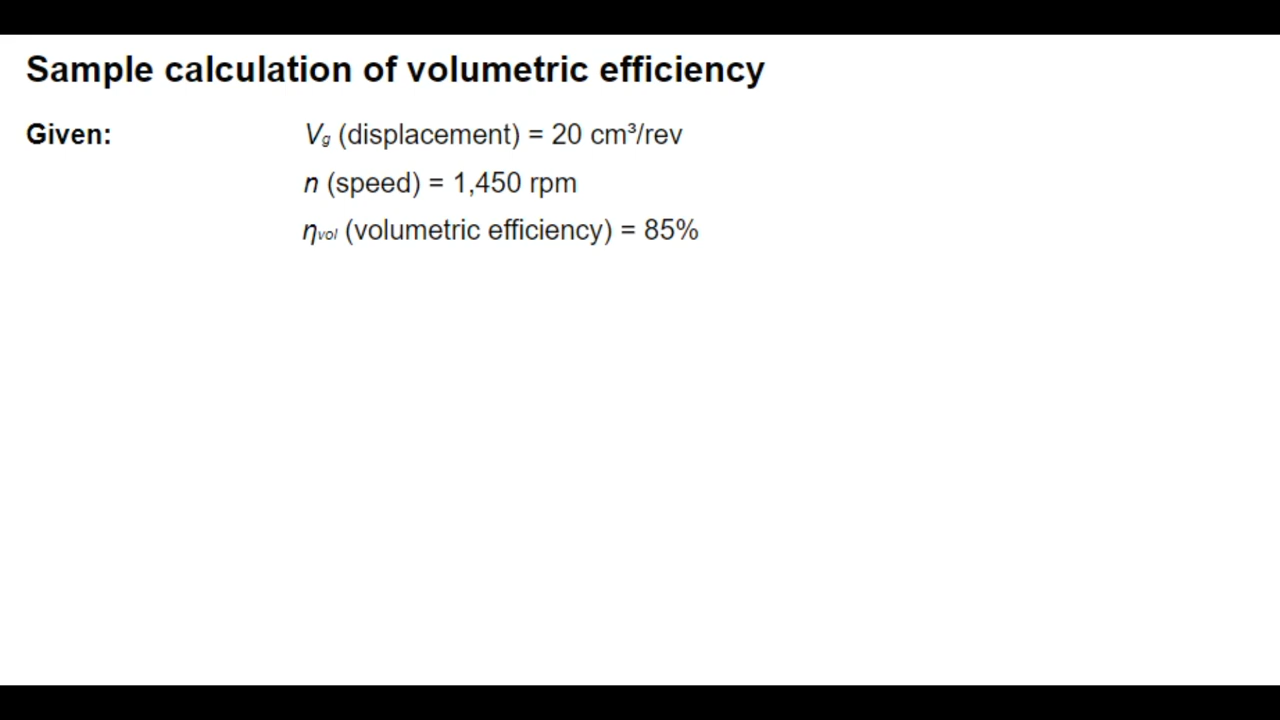 Sample calculation of volumetric efficiency
Given: Vg (displacement) = 20 cm³/rev
n (speed) = 1,450 rpm
ηvol (volumetric efficiency) = 85%